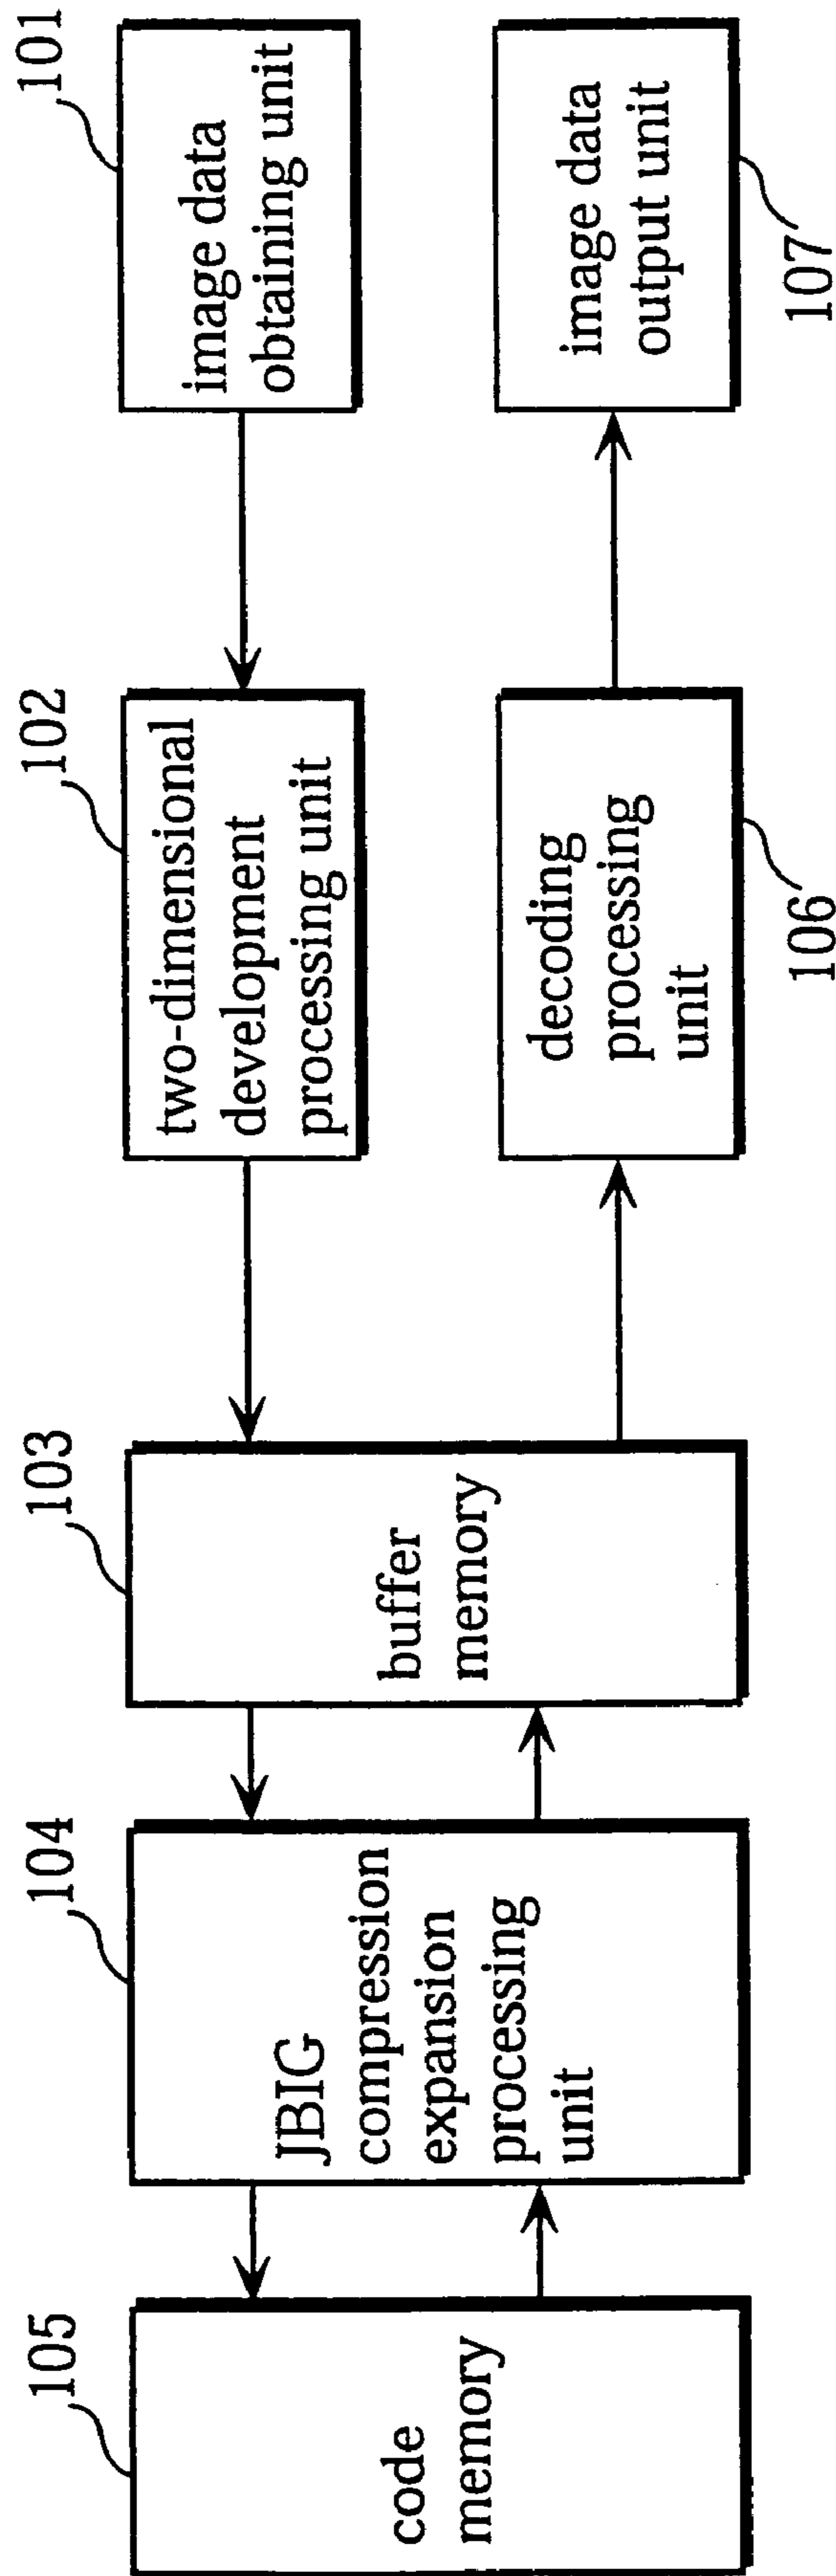 101
image data
obtaining unit
102
two-dimensional
development
processing unit
103
buffer
memory
104
JBIG
compression
expansion
processing
unit
105
code
memory
106
decoding
processing
unit
107
image data
output unit